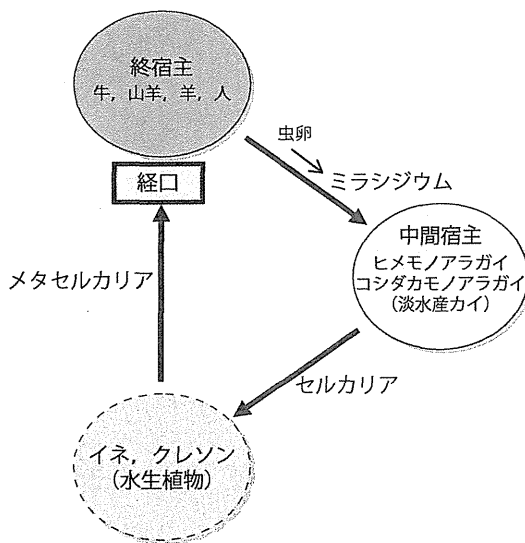 終宿主
牛，山羊，羊，人
虫卵
ミラシジウム
経口
中間宿主
ヒメモノアラガイ
コシダカモノアラガイ
(淡水産カイ)
メタセルカリア
セルカリア
イネ，クレソン
(水生植物)